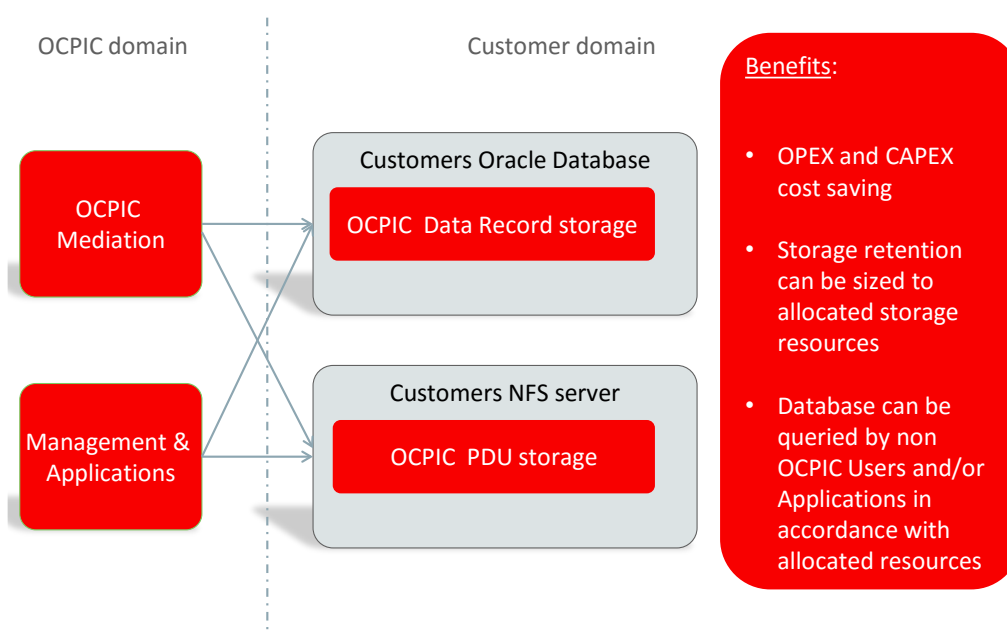 OCPIC domain
Customer domain
OCPIC
Mediation
Management &
Applications
Customers Oracle Database
OCPIC  Data Record storage
Customers NFS server
OCPIC  PDU storage
Benefits:
• OPEX and CAPEX
cost saving
• Storage retention
can be sized to
allocated storage
resources
• Database can be
queried by non
OCPIC Users and/or
Applications in
accordance with
allocated resources